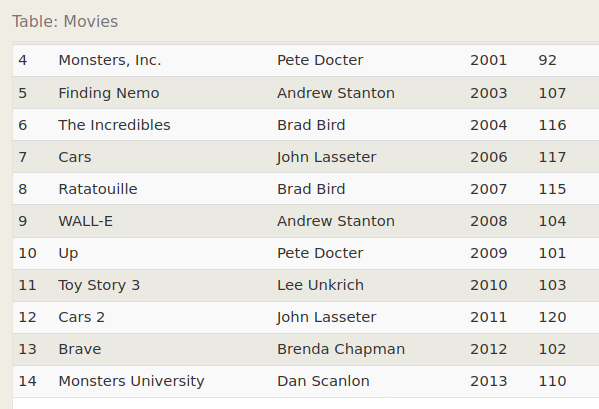 Table: Movies
4 Monsters, Inc. Pete Docter 2001 92
5 Finding Nemo Andrew Stanton 2003 107
6 The Incredibles Brad Bird 2004 116
7 Cars John Lasseter 2006 117
8 Ratatouille Brad Bird 2007 115
9 WALL-E Andrew Stanton 2008 104
10 Up Pete Docter 2009 101
11 Toy Story 3 Lee Unkrich 2010 103
12 Cars 2 John Lasseter 2011 120
13 Brave Brenda Chapman 2012 102
14 Monsters University Dan Scanlon 2013 110